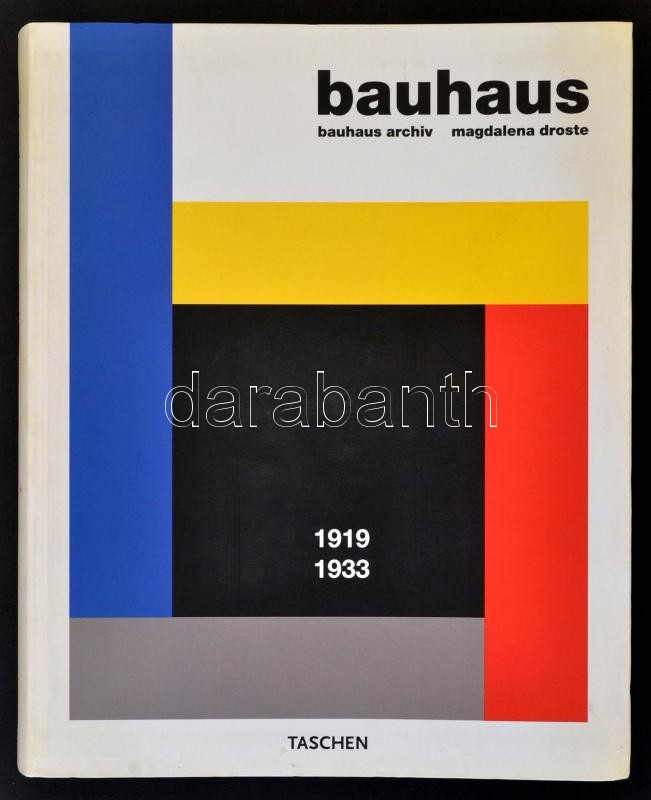 bauhaus
bauhaus archiv magdalena droste
darabanth
1919
1933
TASCHEN